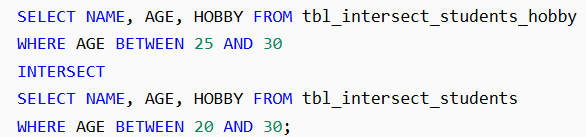 SELECT NAME, AGE, HOBBY FROM tbl_intersect_students_hobby
WHERE AGE BETWEEN 25 AND 30
INTERSECT
SELECT NAME, AGE, HOBBY FROM tbl_intersect_students
WHERE AGE BETWEEN 20 AND 30;